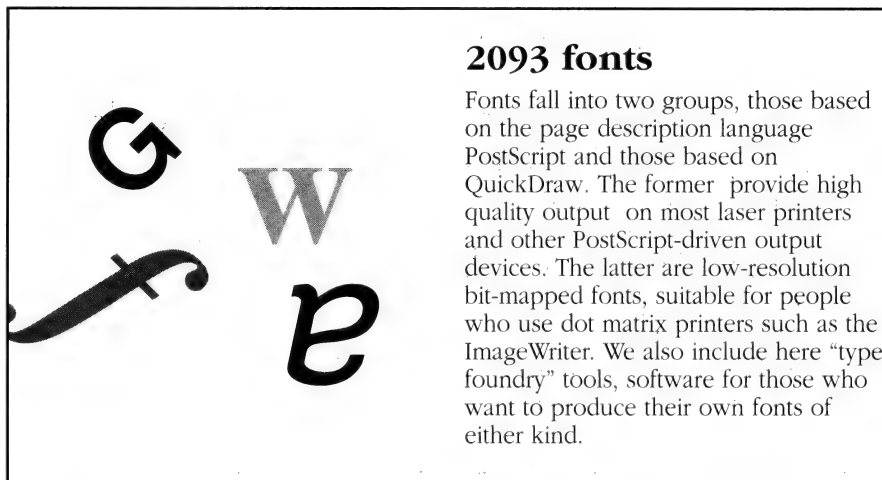 G
W
f
a
2093 fonts
Fonts fall into two groups, those based
on the page description language
PostScript and those based on
QuickDraw. The former provide high
quality output on most laser printers
and other PostScript-driven output
devices. The latter are low-resolution
bit-mapped fonts, suitable for people
who use dot matrix printers such as the
ImageWriter. We also include here “type
foundry” tools, software for those who
want to produce their own fonts of
either kind.